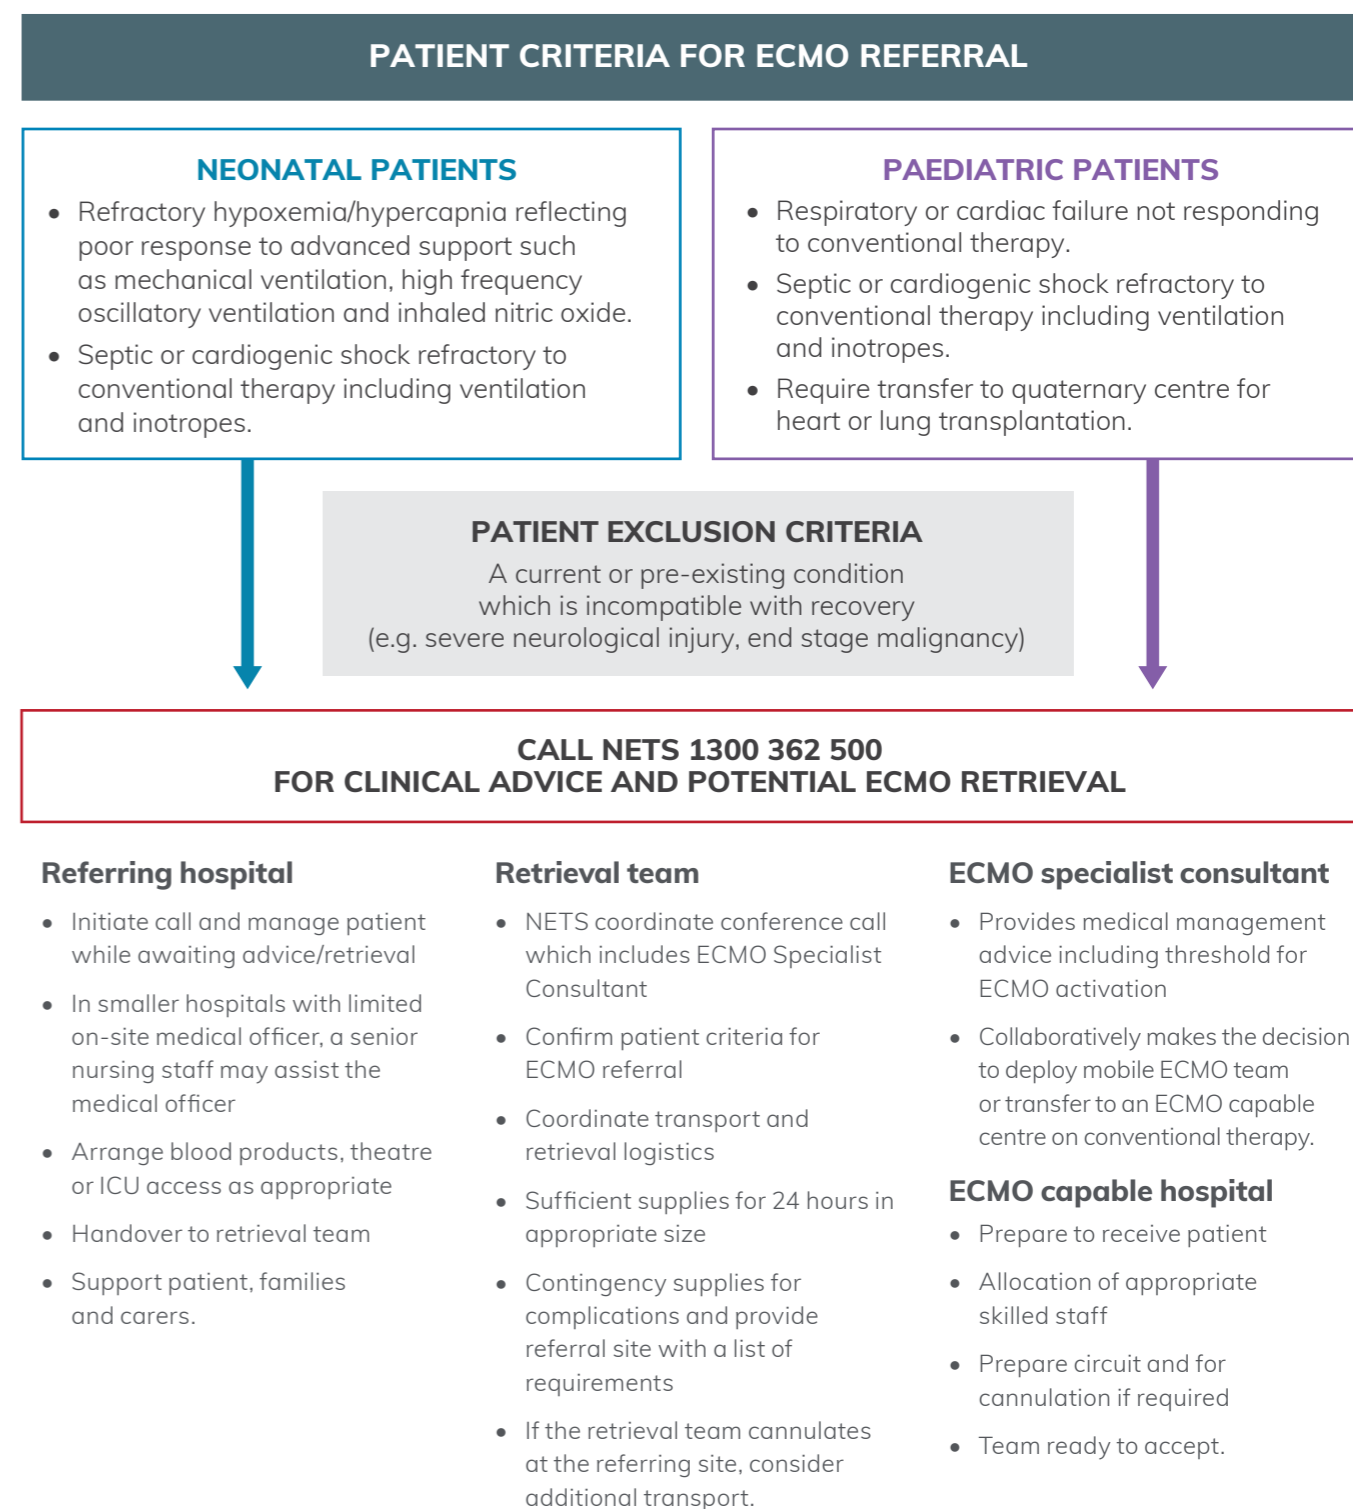 PATIENT CRITERIA FOR ECMO REFERRAL
NEONATAL PATIENTS
• Refractory hypoxemia/hypercapnia reflecting
poor response to advanced support such
as mechanical ventilation, high frequency
oscillatory ventilation and inhaled nitric oxide.
• Septic or cardiogenic shock refractory to
conventional therapy including ventilation
and inotropes.
PAEDIATRIC PATIENTS
• Respiratory or cardiac failure not responding
to conventional therapy.
• Septic or cardiogenic shock refractory to
conventional therapy including ventilation
and inotropes.
• Require transfer to quaternary centre for
heart or lung transplantation.
PATIENT EXCLUSION CRITERIA
A current or pre-existing condition
which is incompatible with recovery
(e.g. severe neurological injury, end stage malignancy)
CALL NETS 1300 362 500
FOR CLINICAL ADVICE AND POTENTIAL ECMO RETRIEVAL
Referring hospital
• Initiate call and manage patient
while awaiting advice/retrieval
• In smaller hospitals with limited
on-site medical officer, a senior
nursing staff may assist the
medical officer
• Arrange blood products, theatre
or ICU access as appropriate
• Handover to retrieval team
• Support patient, families
and carers.
Retrieval team
• NETS coordinate conference call
which includes ECMO Specialist
Consultant
• Confirm patient criteria for
ECMO referral
• Coordinate transport and
retrieval logistics
• Sufficient supplies for 24 hours in
appropriate size
• Contingency supplies for
complications and provide
referral site with a list of
requirements
• If the retrieval team cannulates
at the referring site, consider
additional transport.
ECMO specialist consultant
• Provides medical management
advice including threshold for
ECMO activation
• Collaboratively makes the decision
to deploy mobile ECMO team
or transfer to an ECMO capable
centre on conventional therapy.
ECMO capable hospital
• Prepare to receive patient
• Allocation of appropriate
skilled staff
• Prepare circuit and for
cannulation if required
• Team ready to accept.